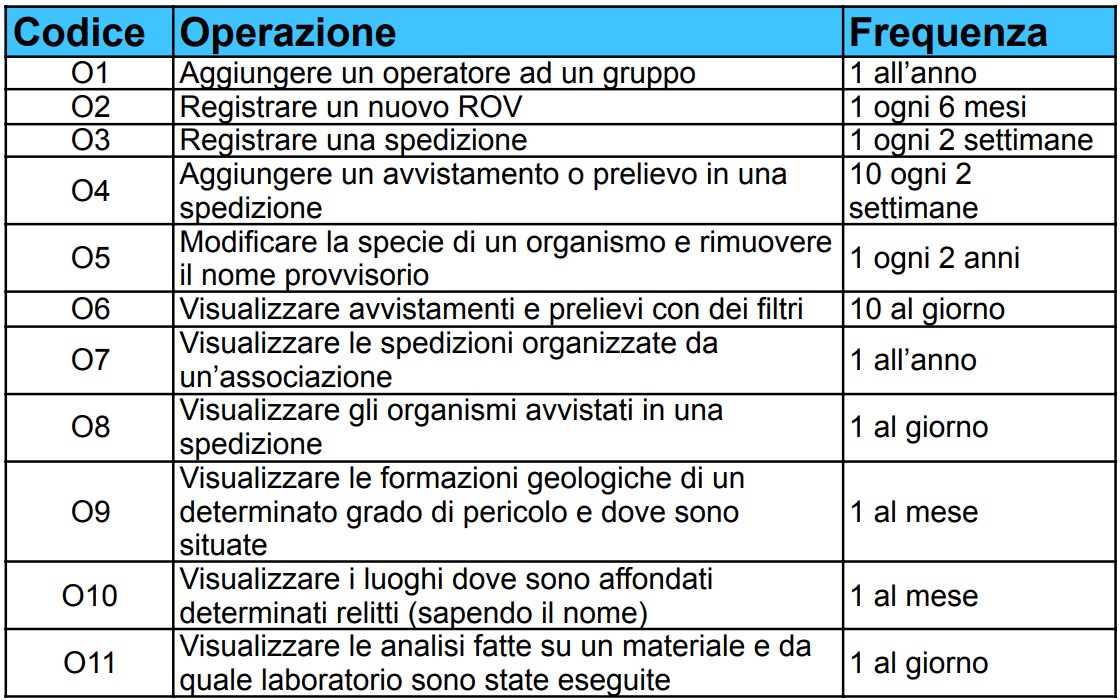 Codice Operazione Frequenza
O1 Aggiungere un operatore ad un gruppo 1 all’anno
O2 Registrare un nuovo ROV 1 ogni 6 mesi
O3 Registrare una spedizione 1 ogni 2 settimane
O4 Aggiungere un avvistamento o prelievo in una
spedizione
10 ogni 2
settimane
O5 Modificare la specie di un organismo e rimuovere
il nome provvisorio
1 ogni 2 anni
O6 Visualizzare avvistamenti e prelievi con dei filtri 10 al giorno
O7 Visualizzare le spedizioni organizzate da
un’associazione
1 all’anno
O8 Visualizzare gli organismi avvistati in una
spedizione
1 al giorno
O9 Visualizzare le formazioni geologiche di un
determinato grado di pericolo e dove sono
situate
1 al mese
O10 Visualizzare i luoghi dove sono affondati
determinati relitti (sapendo il nome)
1 al mese
O11 Visualizzare le analisi fatte su un materiale e da
quale laboratorio sono state eseguite
1 al giorno